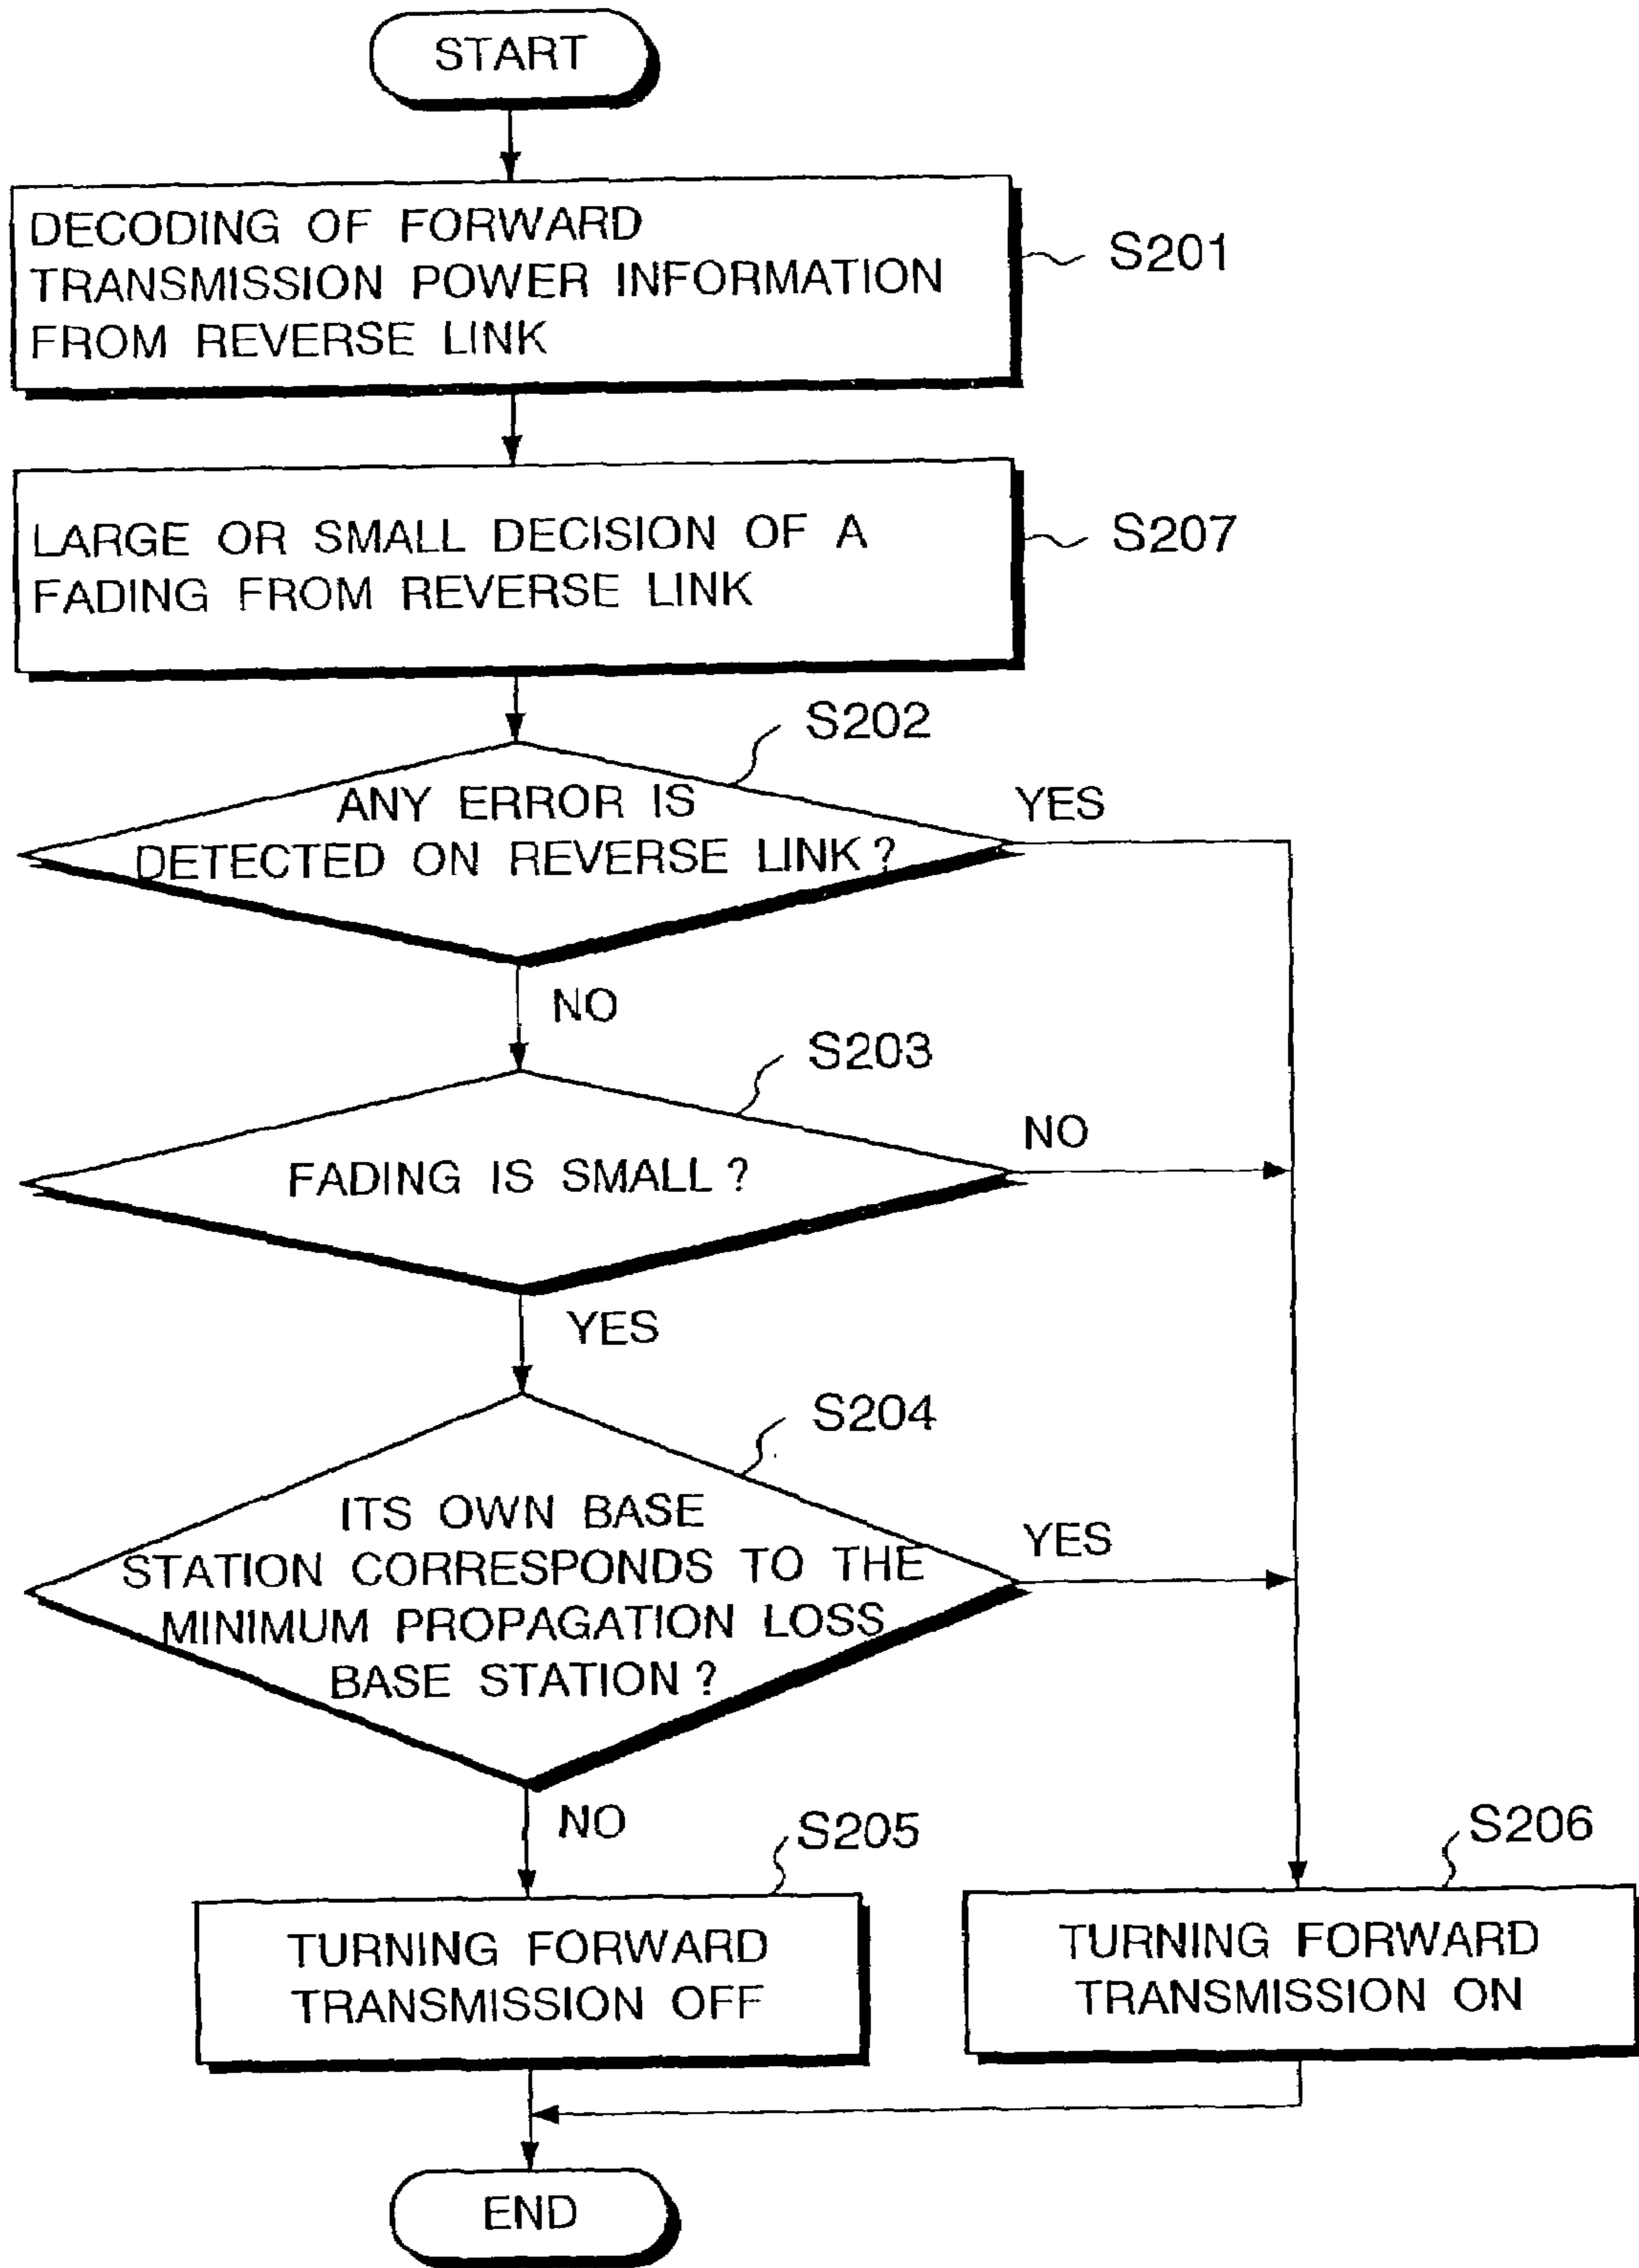 START
DECODING OF FORWARD
TRANSMISSION POWER INFORMATION
FROM REVERSE LINK
S201
LARGE OR SMALL DECISION OF A
FADING FROM REVERSE LINK
S207
S202
ANY ERROR IS
DETECTED ON REVERSE LINK?
YES
NO
S203
FADING IS SMALL?
NO
YES
S204
ITS OWN BASE
STATION CORRESPONDS TO THE
MINIMUM PROPAGATION LOSS
BASE STATION?
YES
NO
S205
TURNING FORWARD
TRANSMISSION OFF
S206
TURNING FORWARD
TRANSMISSION ON
END